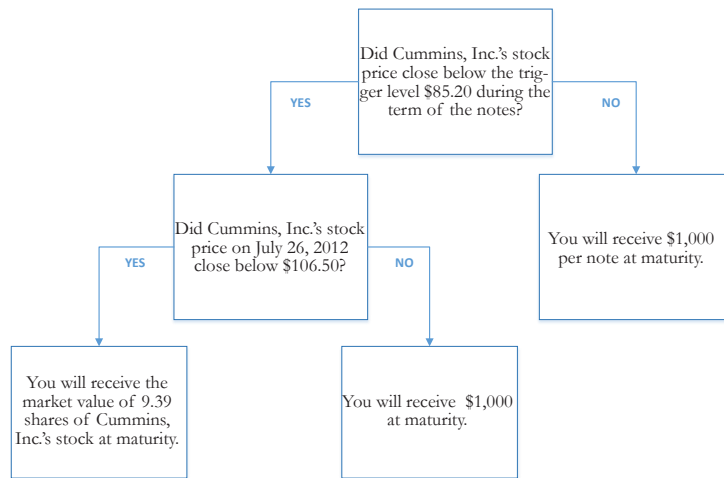 Did Cummins, Inc.'s stock
price close below the trig-
ger level $85.20 during the
term of the notes?
YES
NO
Did Cummins, Inc.'s stock
price on July 26, 2012
close below $106.50?
You will receive $1,000
per note at maturity.
YES
NO
You will receive the
market value of 9.39
shares of Cummins,
Inc.'s stock at maturity.
You will receive $1,000
at maturity.